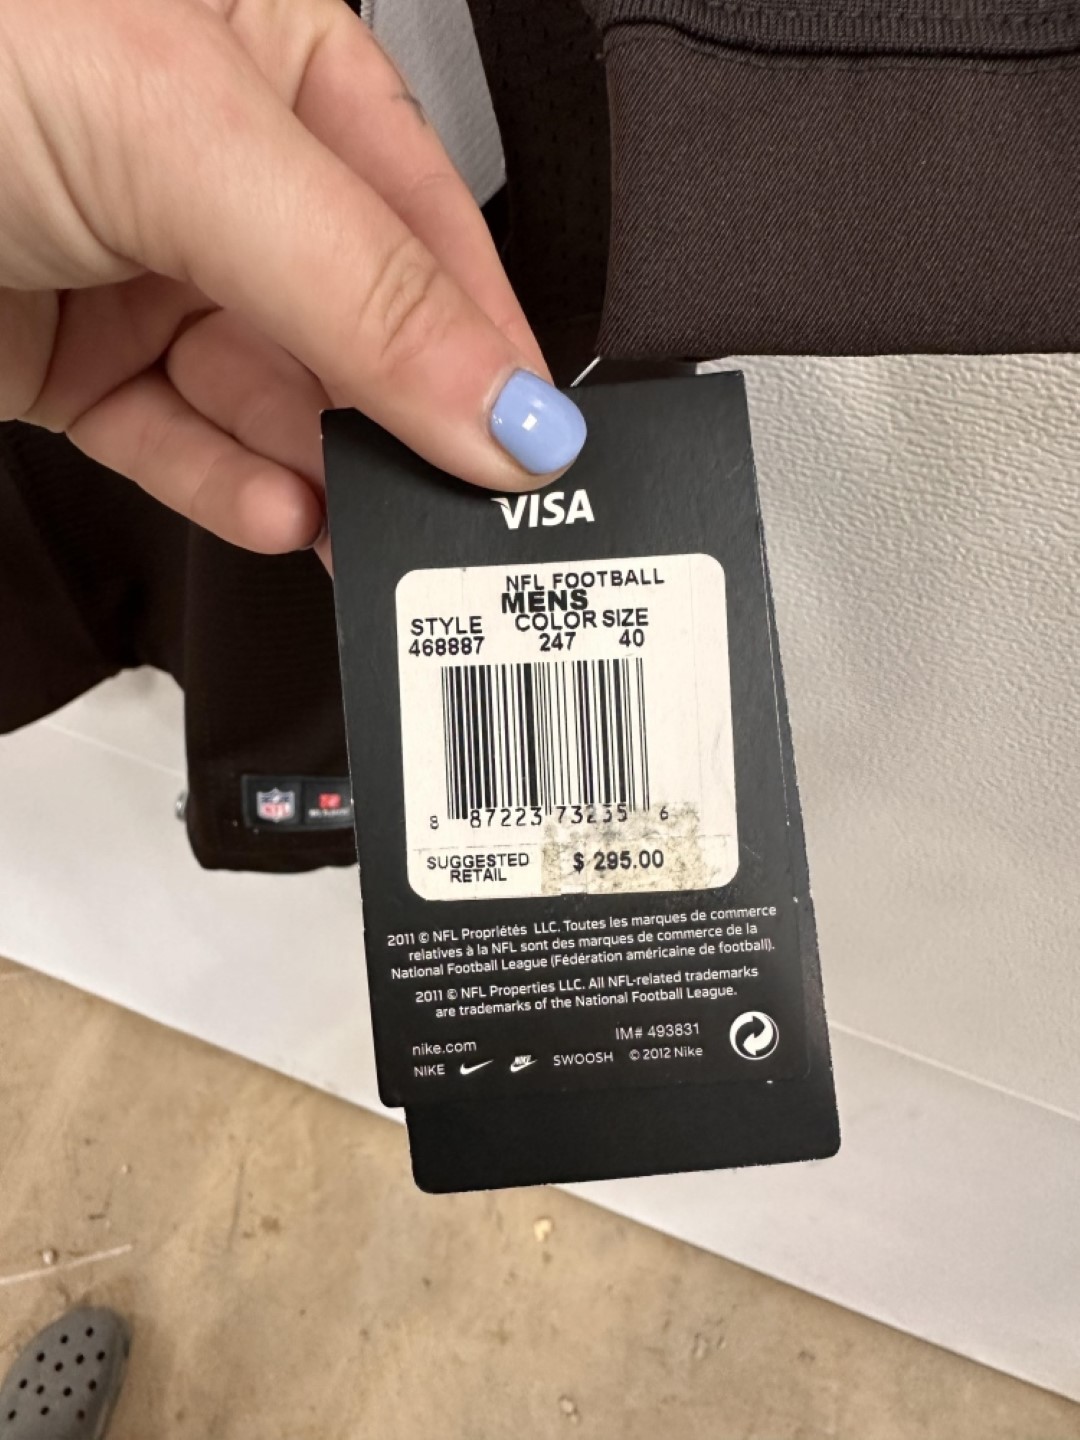 VISA
NFL FOOTBALL
MENS
STYLE COLOR SIZE
468887 247 40
8 87223 73235 6
SUGGESTED RETAIL $ 295.00
2011 © NFL Propriétés LLC. Toutes les marques de commerce
relatives à la NFL sont des marques de commerce de la
National Football League (Fédération américaine de football).
2011 © NFL Properties LLC. All NFL-related trademarks
are trademarks of the National Football League.
nike.com IM# 493831
NIKE NIKE SWOOSH © 2012 Nike
NFL